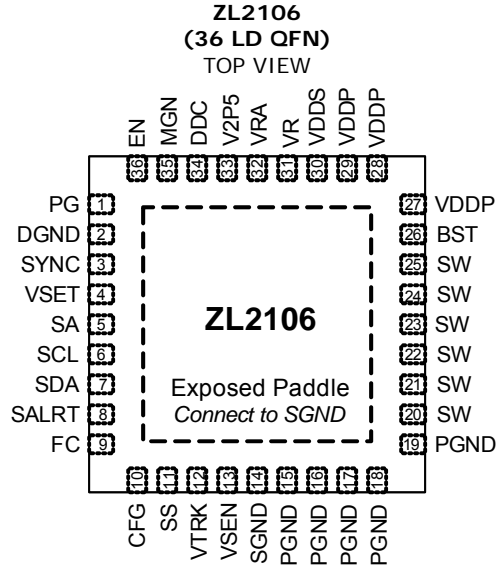 ZL2106
(36 LD QFN)
TOP VIEW
EN
MGN
DDC
V2P5
VRA
VR
VDDS
VDDP
VDDP
36
35
34
33
32
31
30
29
28
PG 1
DGND 2
SYNC 3
VSET 4
SA 5
SCL 6
SDA 7
SALRT 8
FC 9
27 VDDP
26 BST
25 SW
24 SW
23 SW
22 SW
21 SW
20 SW
19 PGND
ZL2106
Exposed Paddle
Connect to SGND
10
11
12
13
14
15
16
17
18
CFG
SS
VTRK
VSEN
SGND
PGND
PGND
PGND
PGND